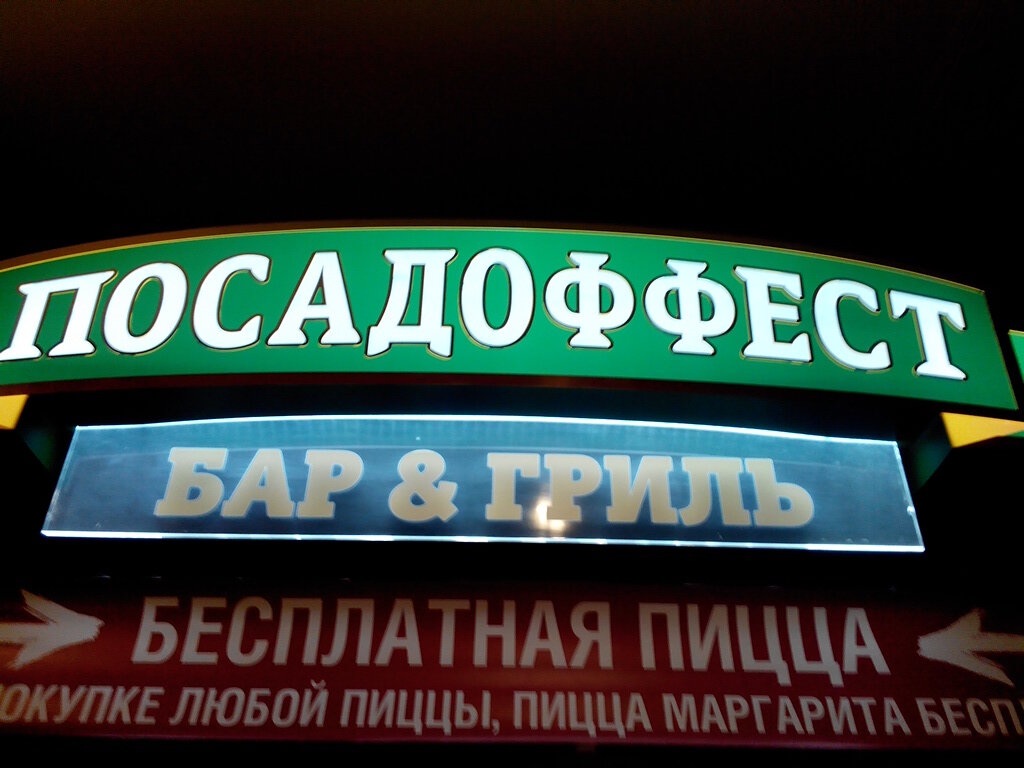 ПОСАДОФФЕСТ
БАР & ГРИЛЬ
БЕСПЛАТНАЯ ПИЦЦА
ЛЮБОЙ ПИЦЦЫ, ПИЦЦА МАРГАРИТА